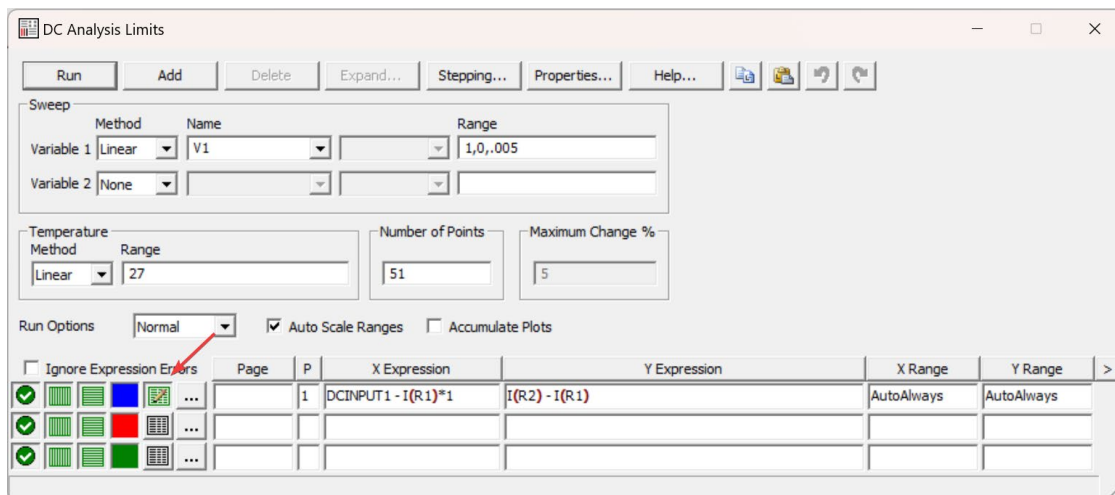 DC Analysis Limits
Run Add Delete Expand... Stepping... Properties... Help...
Sweep
Method Name Range
Variable 1 Linear V1 1,0,.005
Variable 2 None
Temperature Number of Points Maximum Change %
Method Range
Linear 27 51 5
Run Options Normal Auto Scale Ranges Accumulate Plots
Ignore Expression Errors Page P X Expression Y Expression X Range Y Range >
... 1 DCINPUT1 - I(R1)*1 I(R2) - I(R1) AutoAlways AutoAlways
...
...